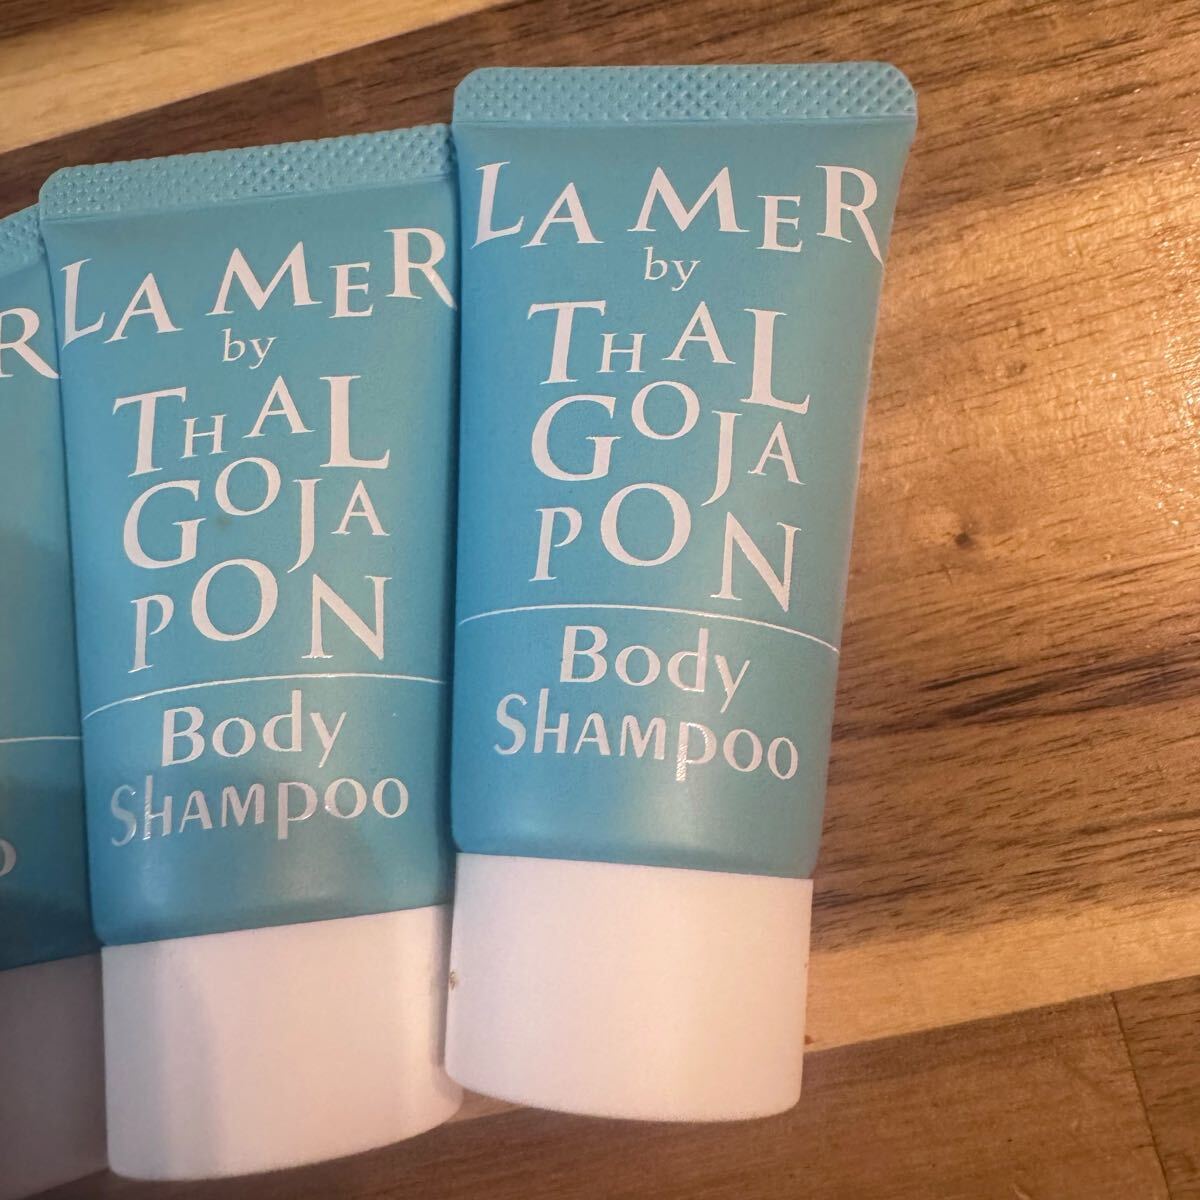 R
o
LA MER
by
THAL
GOJA
PON
Body
Shampoo
LA MER
by
THAL
GOJA
PON
Body
Shampoo